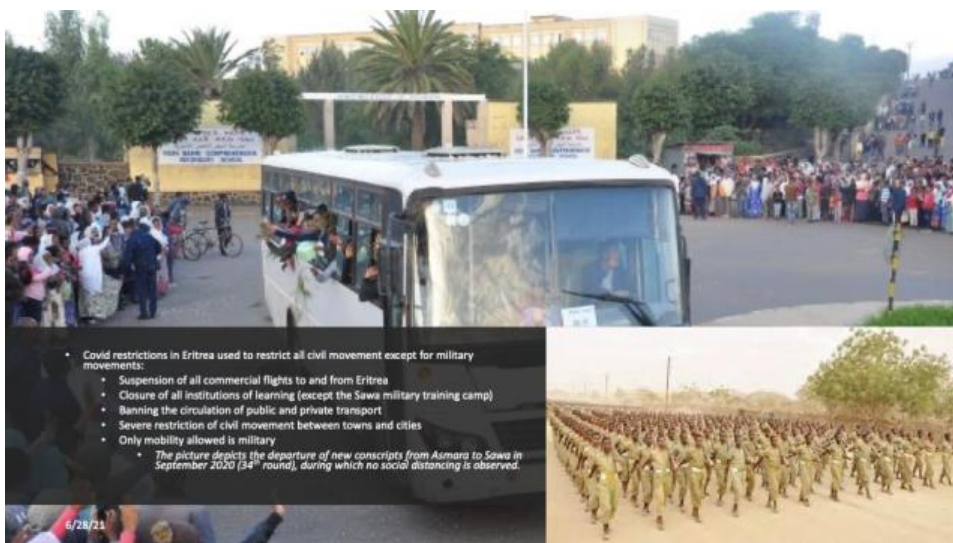 COMPREHENSIVE
SECONDARY SCHOOL
• Covid restrictions in Eritrea used to restrict all civil movement except for military
movements:
• Suspension of all commercial flights to and from Eritrea
• Closure of all institutions of learning (except the Sawa military training camp)
• Banning the circulation of public and private transport
• Severe restriction of civil movement between towns and cities
• Only mobility allowed is military
• The picture depicts the departure of new conscripts from Asmara to Sawa in
September 2020 (34th round), during which no social distancing is observed.
6/28/21